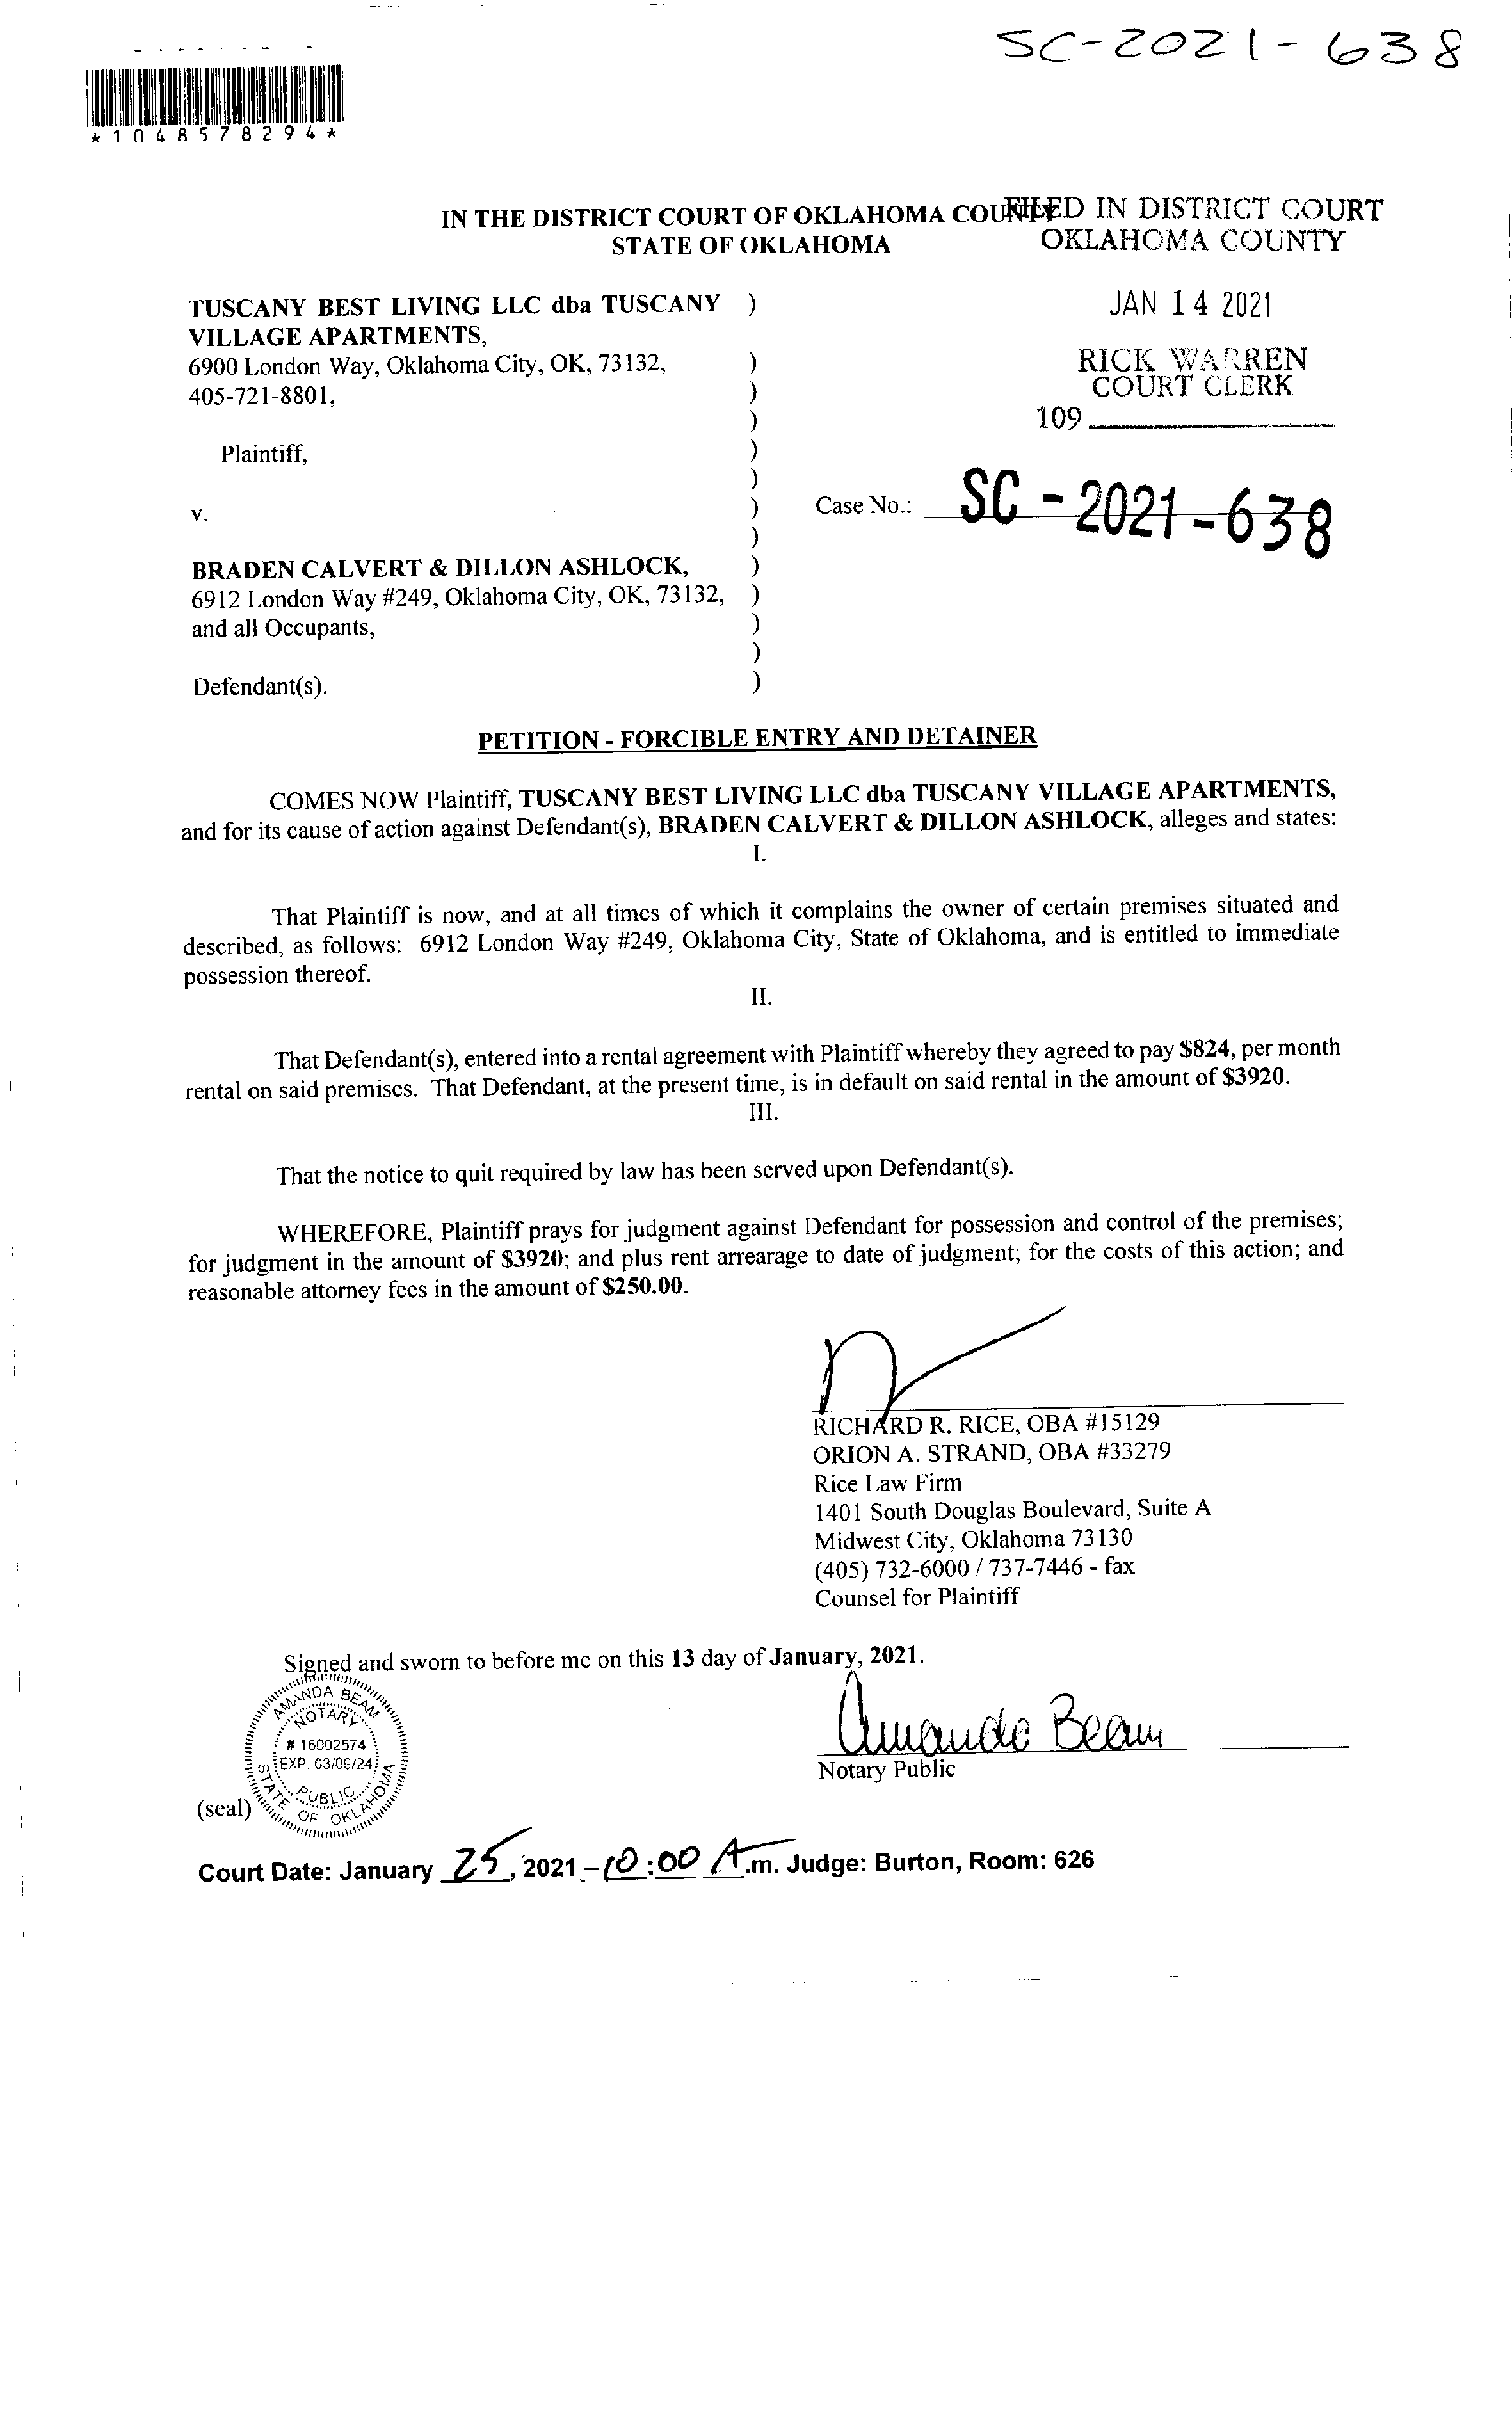 SC-2021-638
*1048578294*
IN THE DISTRICT COURT OF OKLAHOMA COUNTY
STATE OF OKLAHOMA
FILED IN DISTRICT COURT
OKLAHOMA COUNTY
JAN 14 2021
RICK WARREN
COURT CLERK
109
TUSCANY BEST LIVING LLC dba TUSCANY )
VILLAGE APARTMENTS,
6900 London Way, Oklahoma City, OK, 73132, )
405-721-8801, )
)
Plaintiff, )
)
v. )
)
Case No.: SC-2021-638
BRADEN CALVERT & DILLON ASHLOCK, )
6912 London Way #249, Oklahoma City, OK, 73132, )
and all Occupants, )
)
Defendant(s). )
PETITION - FORCIBLE ENTRY AND DETAINER
COMES NOW Plaintiff, TUSCANY BEST LIVING LLC dba TUSCANY VILLAGE APARTMENTS,
and for its cause of action against Defendant(s), BRADEN CALVERT & DILLON ASHLOCK, alleges and states:
I.
That Plaintiff is now, and at all times of which it complains the owner of certain premises situated and
described, as follows: 6912 London Way #249, Oklahoma City, State of Oklahoma, and is entitled to immediate
possession thereof.
II.
That Defendant(s), entered into a rental agreement with Plaintiff whereby they agreed to pay $824, per month
rental on said premises. That Defendant, at the present time, is in default on said rental in the amount of $3920.
III.
That the notice to quit required by law has been served upon Defendant(s).
WHEREFORE, Plaintiff prays for judgment against Defendant for possession and control of the premises;
for judgment in the amount of $3920; and plus rent arrearage to date of judgment; for the costs of this action; and
reasonable attorney fees in the amount of $250.00.
RICHARD R. RICE, OBA #15129
ORION A. STRAND, OBA #33279
Rice Law Firm
1401 South Douglas Boulevard, Suite A
Midwest City, Oklahoma 73130
(405) 732-6000 / 737-7446 - fax
Counsel for Plaintiff
Signed and sworn to before me on this 13 day of January, 2021.
AMANDA BEAM
NOTARY
# 16002574
EXP. 03/09/24
PUBLIC
STATE OF OKLAHOMA
Amanda Beam
Notary Public
(seal)
Court Date: January 25, 2021 - 10:00 A.m. Judge: Burton, Room: 626